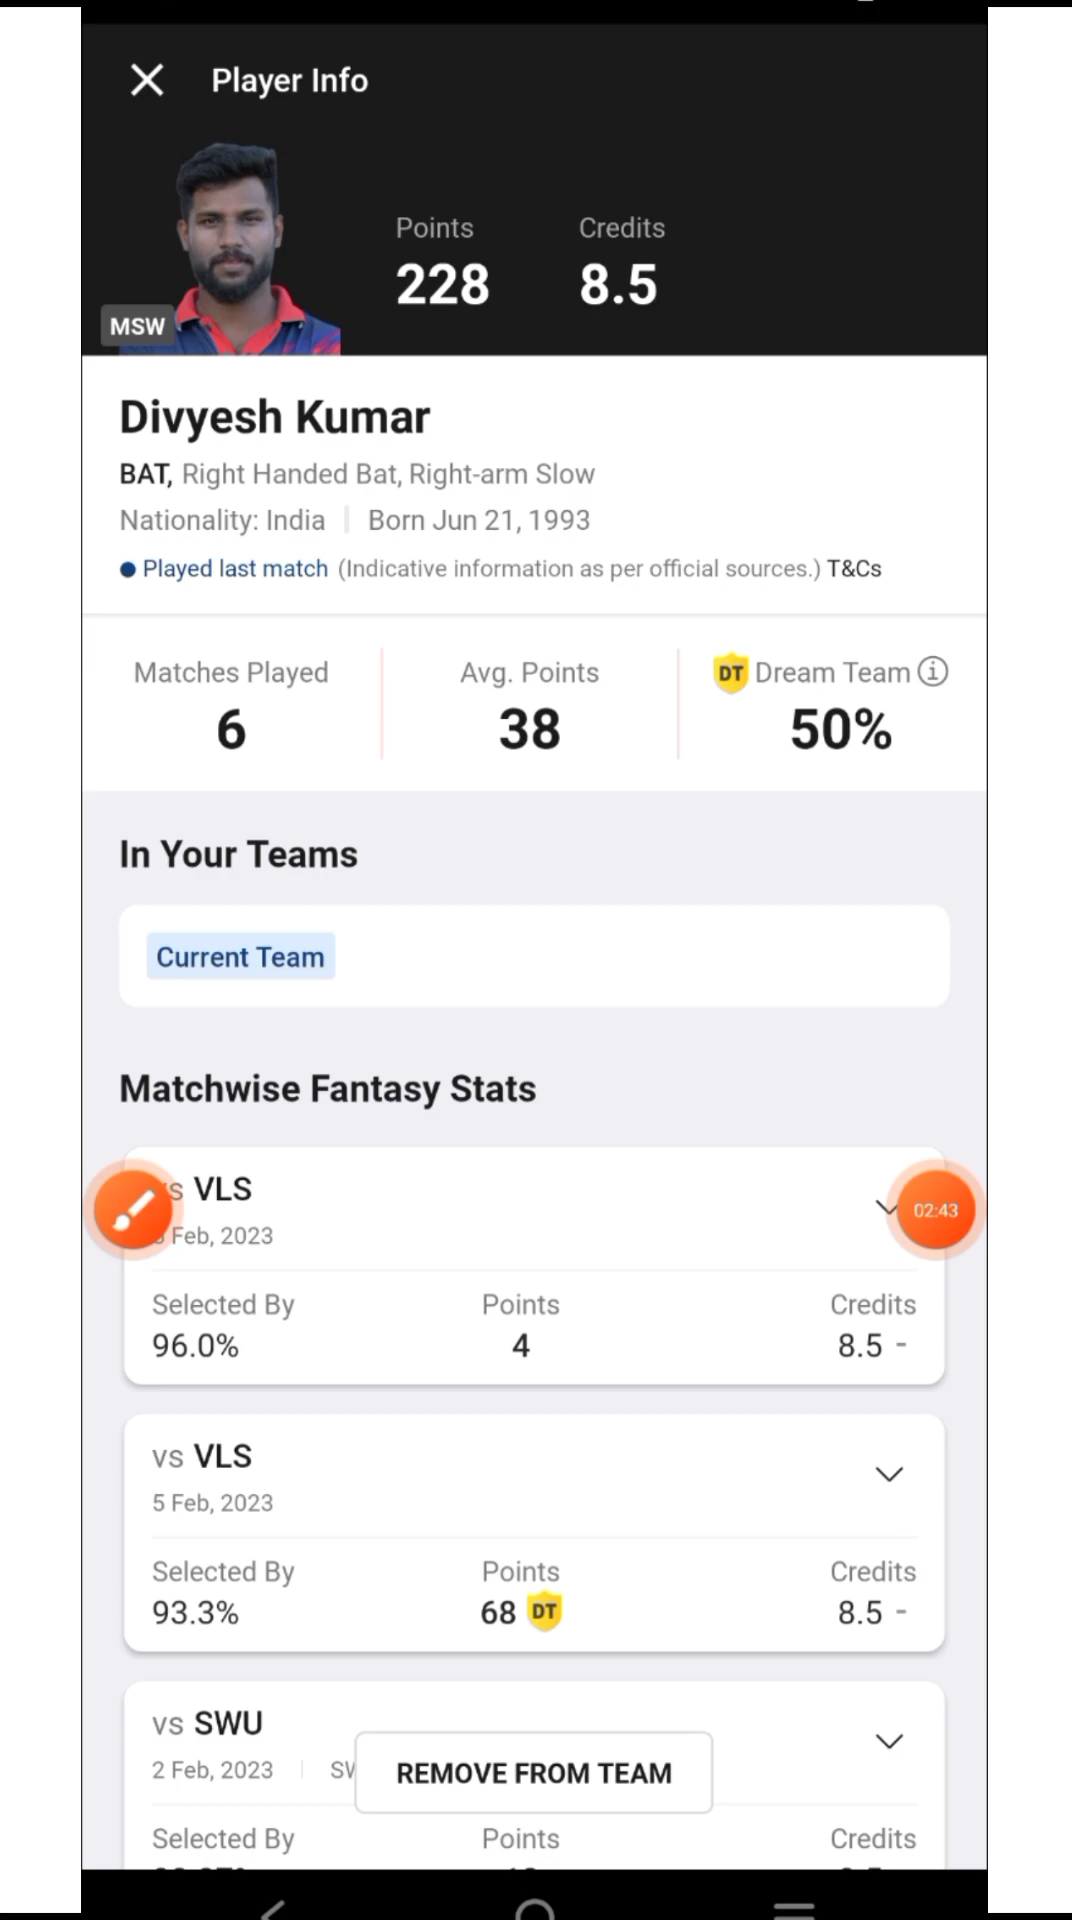 Player Info
Points Credits
228 8.5
MSW
Divyesh Kumar
BAT, Right Handed Bat, Right-arm Slow
Nationality: India | Born Jun 21, 1993
Played last match (Indicative information as per official sources.) T&Cs
Matches Played Avg. Points DT Dream Team
6 38 50%
In Your Teams
Current Team
Matchwise Fantasy Stats
VLS
02:43
Feb, 2023
Selected By Points Credits
96.0% 4 8.5 -
vs VLS
5 Feb, 2023
Selected By Points Credits
93.3% 68 DT 8.5 -
vs SWU
2 Feb, 2023
REMOVE FROM TEAM
Selected By Points Credits